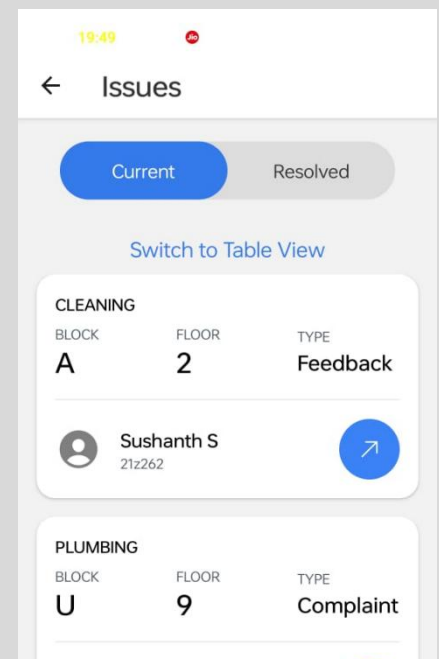 19:49 Jio
Issues
Current Resolved
Switch to Table View
CLEANING
BLOCK FLOOR TYPE
A 2 Feedback
Sushanth S
21z262
PLUMBING
BLOCK FLOOR TYPE
U 9 Complaint